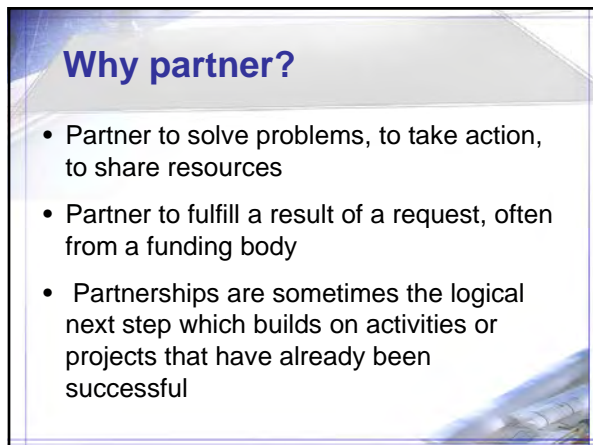 Why partner?
• Partner to solve problems, to take action,
to share resources
• Partner to fulfill a result of a request, often
from a funding body
• Partnerships are sometimes the logical
next step which builds on activities or
projects that have already been
successful